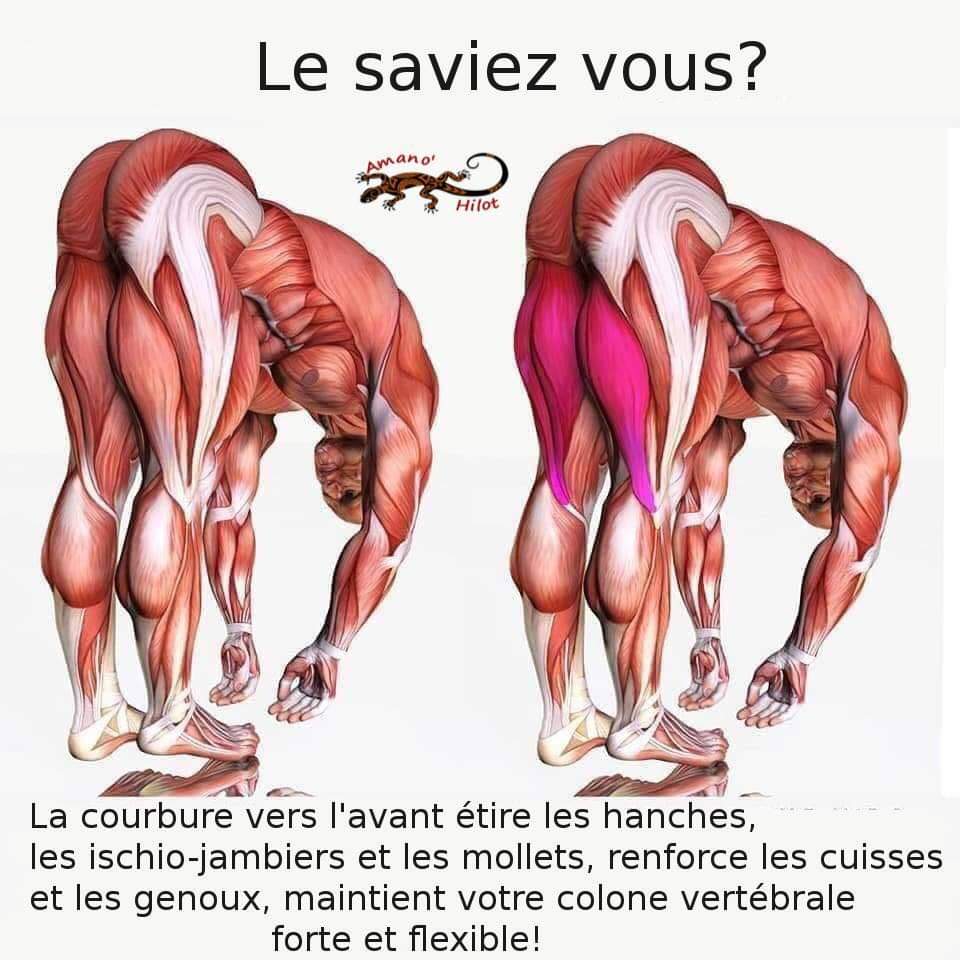 Le saviez vous?
Amano'
Hilot
La courbure vers l'avant étire les hanches,
les ischio-jambiers et les mollets, renforce les cuisses
et les genoux, maintient votre colone vertébrale
forte et flexible!